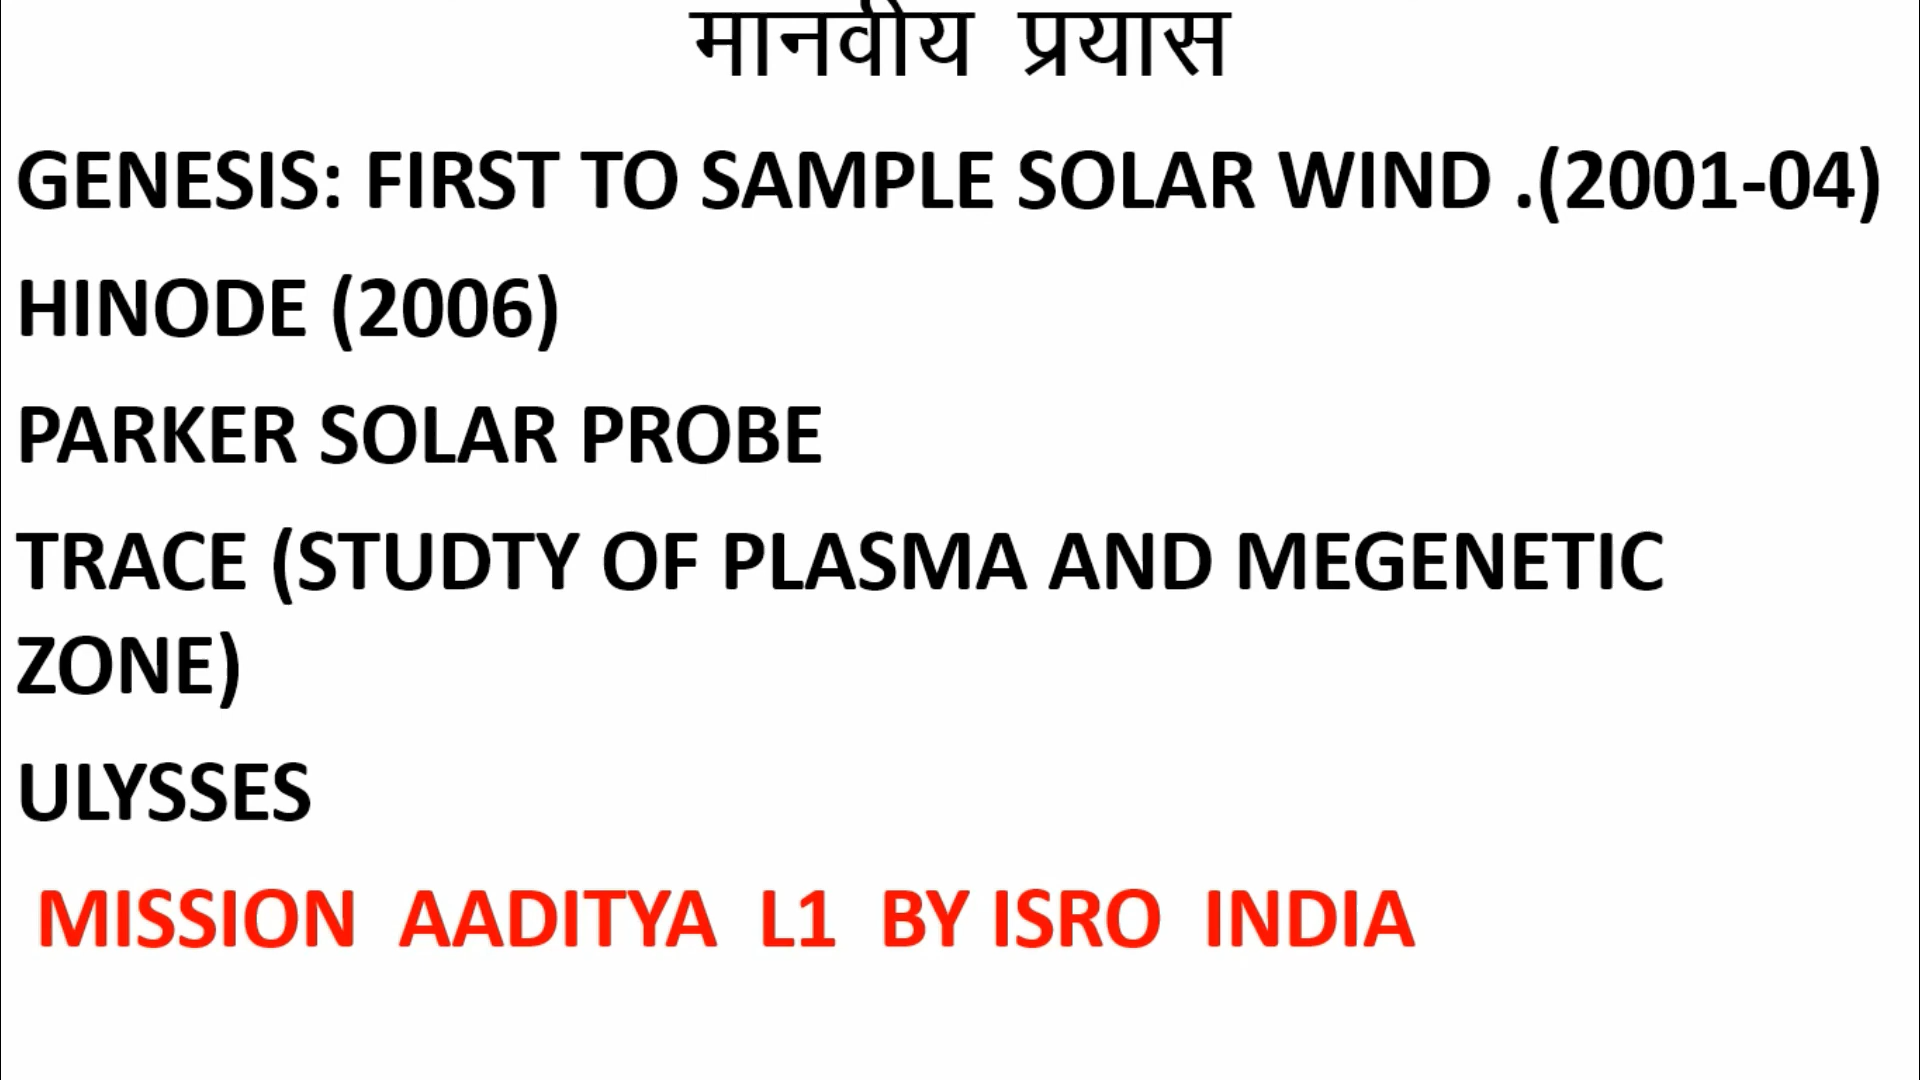 मानवीय प्रयास
GENESIS: FIRST TO SAMPLE SOLAR WIND .(2001-04)
HINODE (2006)
PARKER SOLAR PROBE
TRACE (STUDTY OF PLASMA AND MEGENETIC
ZONE)
ULYSSES
MISSION AADITYA L1 BY ISRO INDIA